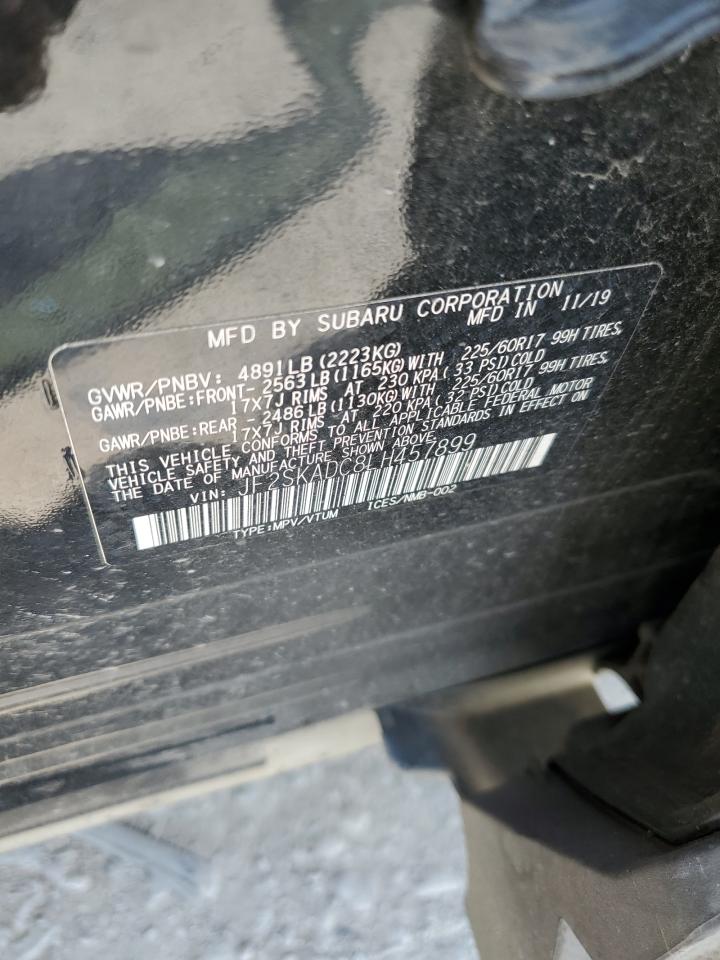 MFD BY SUBARU CORPORATION
MFD IN 11/19
GVWR/PNBV: 4891LB (2223KG)
GAWR/PNBE:FRONT- 2563LB (1165KG) WITH 225/60R17 99H TIRES,
17X7J RIMS AT 230 KPA ( 33 PSI) COLD
GAWR/PNBE:REAR - 2486LB (1130KG) WITH 225/60R17 99H TIRES,
17X7J RIMS AT 220 KPA ( 32 PSI) COLD
THIS VEHICLE CONFORMS TO ALL APPLICABLE FEDERAL MOTOR
VEHICLE SAFETY AND THEFT PREVENTION STANDARDS IN EFFECT ON
THE DATE OF MANUFACTURE SHOWN ABOVE.
VIN: JF2SKADC8LH457899
TYPE:MPV/VTUM ICES/NMB-002